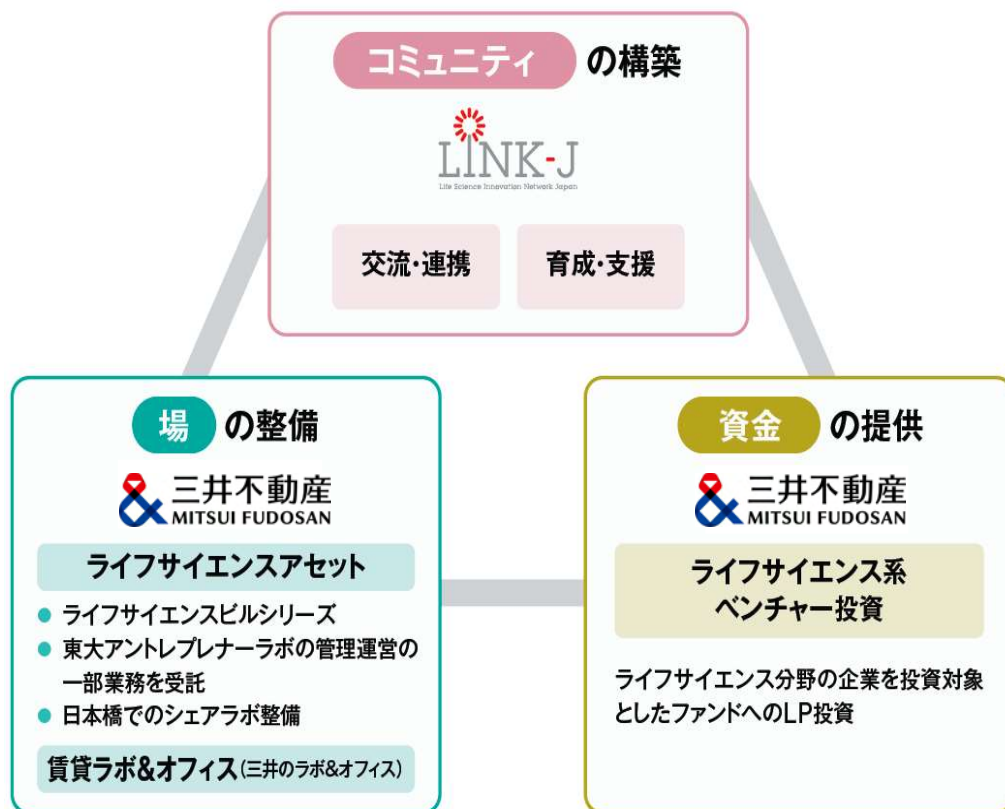 コミュニティ の構築
LINK-J
Life Science Innovation Network Japan
交流・連携
育成・支援
場 の整備
三井不動産
MITSUI FUDOSAN
ライフサイエンスアセット
ライフサイエンスビルシリーズ
東大アントレプレナーラボの管理運営の
一部業務を受託
日本橋でのシェアラボ整備
賃貸ラボ&オフィス(三井のラボ&オフィス)
資金 の提供
三井不動産
MITSUI FUDOSAN
ライフサイエンス系
ベンチャー投資
ライフサイエンス分野の企業を投資対象
としたファンドへのLP投資